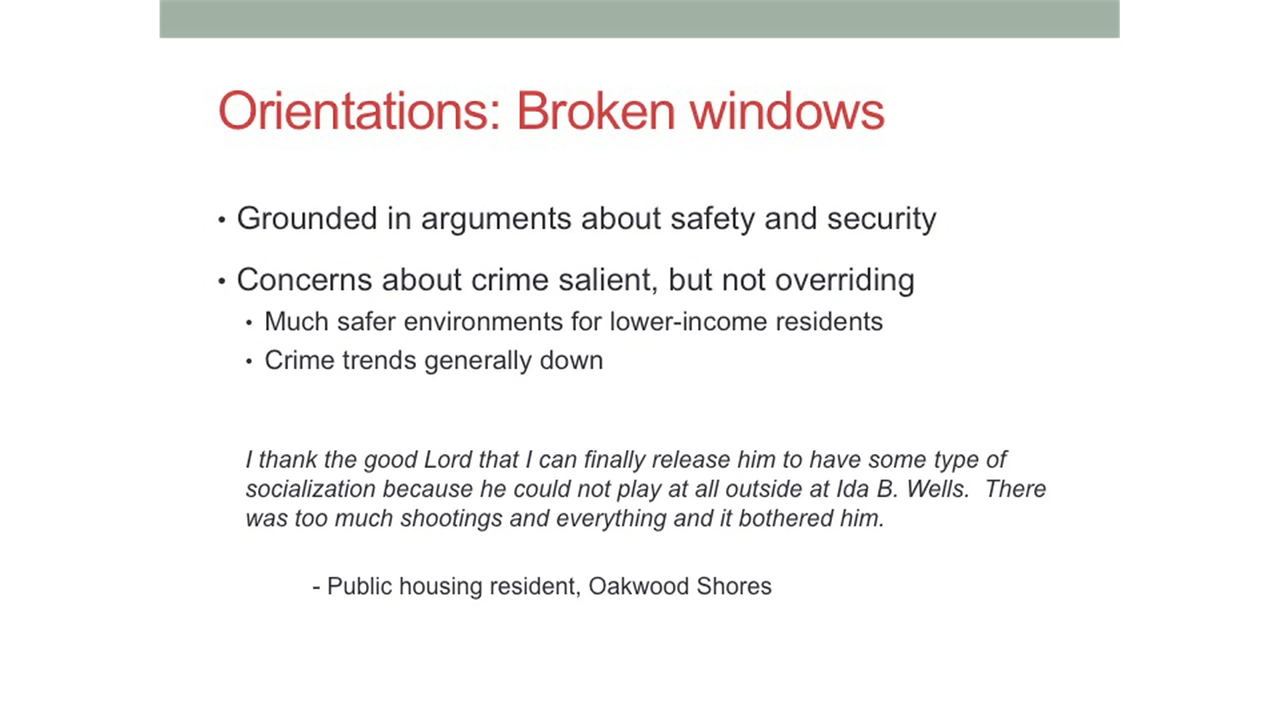 Orientations: Broken windows
• Grounded in arguments about safety and security
• Concerns about crime salient, but not overriding
• Much safer environments for lower-income residents
• Crime trends generally down
I thank the good Lord that I can finally release him to have some type of
socialization because he could not play at all outside at Ida B. Wells.  There
was too much shootings and everything and it bothered him.
- Public housing resident, Oakwood Shores